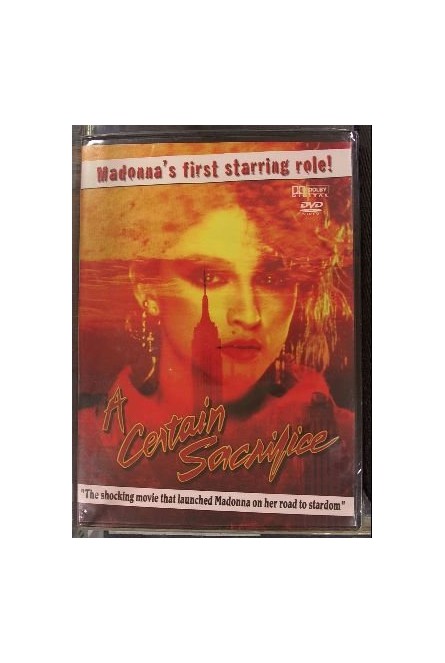 Madonna's first starring role!
DOLBY
DIGITAL
DVD
VIDEO
A
Certain
Sacrifice
"The shocking movie that launched Madonna on her road to stardom"